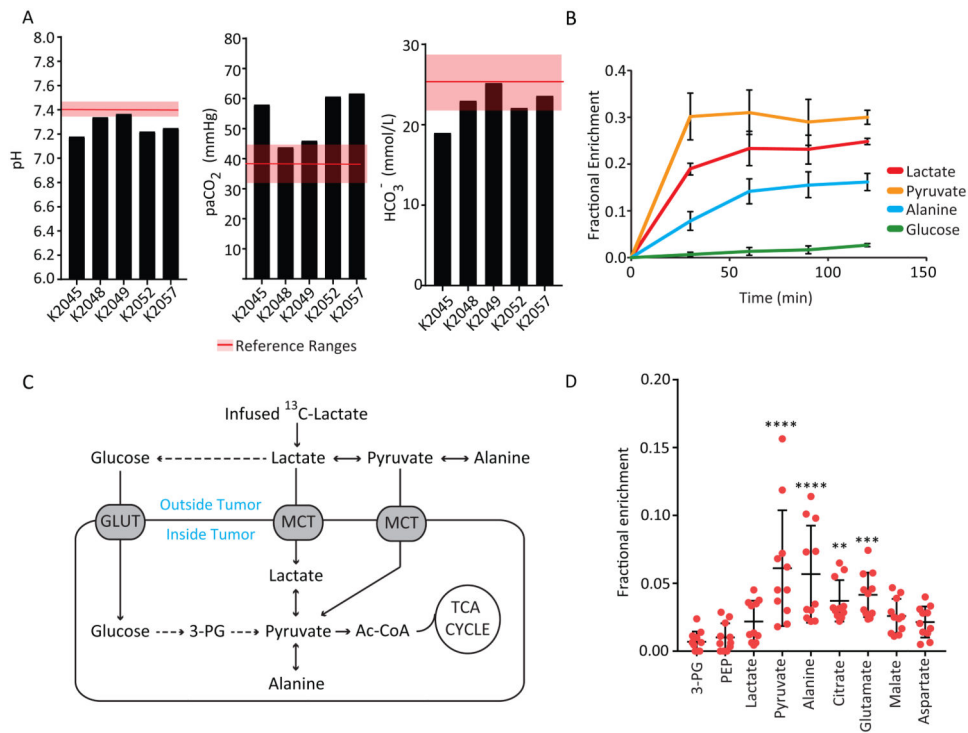 A
8.0
7.8
7.6
7.4
7.2
7.0
6.8
6.6
6.4
6.2
6.0
pH
K2045
K2048
K2049
K2052
K2057
80
70
60
50
40
30
20
10
0
paCO2 (mmHg)
K2045
K2048
K2049
K2052
K2057
30
20
10
0
HCO3- (mmol/L)
K2045
K2048
K2049
K2052
K2057
Reference Ranges
B
0.4
0.3
0.2
0.1
0.0
Fractional Enrichment
0
50
100
150
Time (min)
Lactate
Pyruvate
Alanine
Glucose
C
Infused 13C-Lactate
Glucose
Lactate
Pyruvate
Alanine
GLUT
Outside Tumor
Inside Tumor
MCT
MCT
Lactate
Glucose
3-PG
Pyruvate
Ac-CoA
TCA
CYCLE
Alanine
D
0.20
0.15
0.10
0.05
0.00
Fractional enrichment
****
****
**
***
3-PG
PEP
Lactate
Pyruvate
Alanine
Citrate
Glutamate
Malate
Aspartate